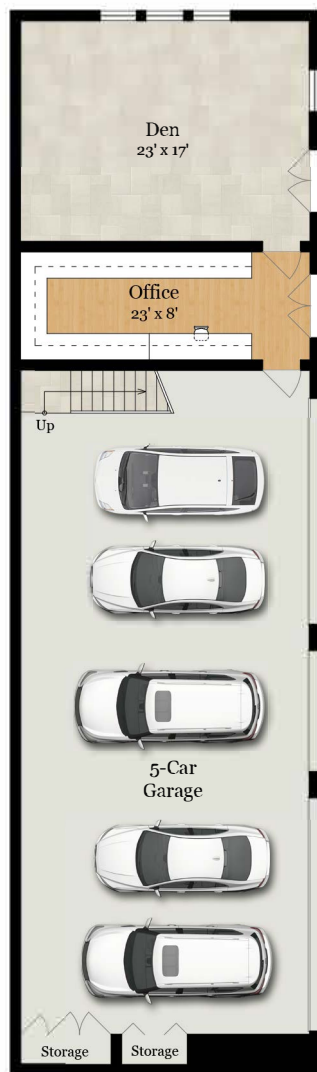 Den
23' x 17'
Office
23' x 8'
Up
5-Car
Garage
Storage
Storage